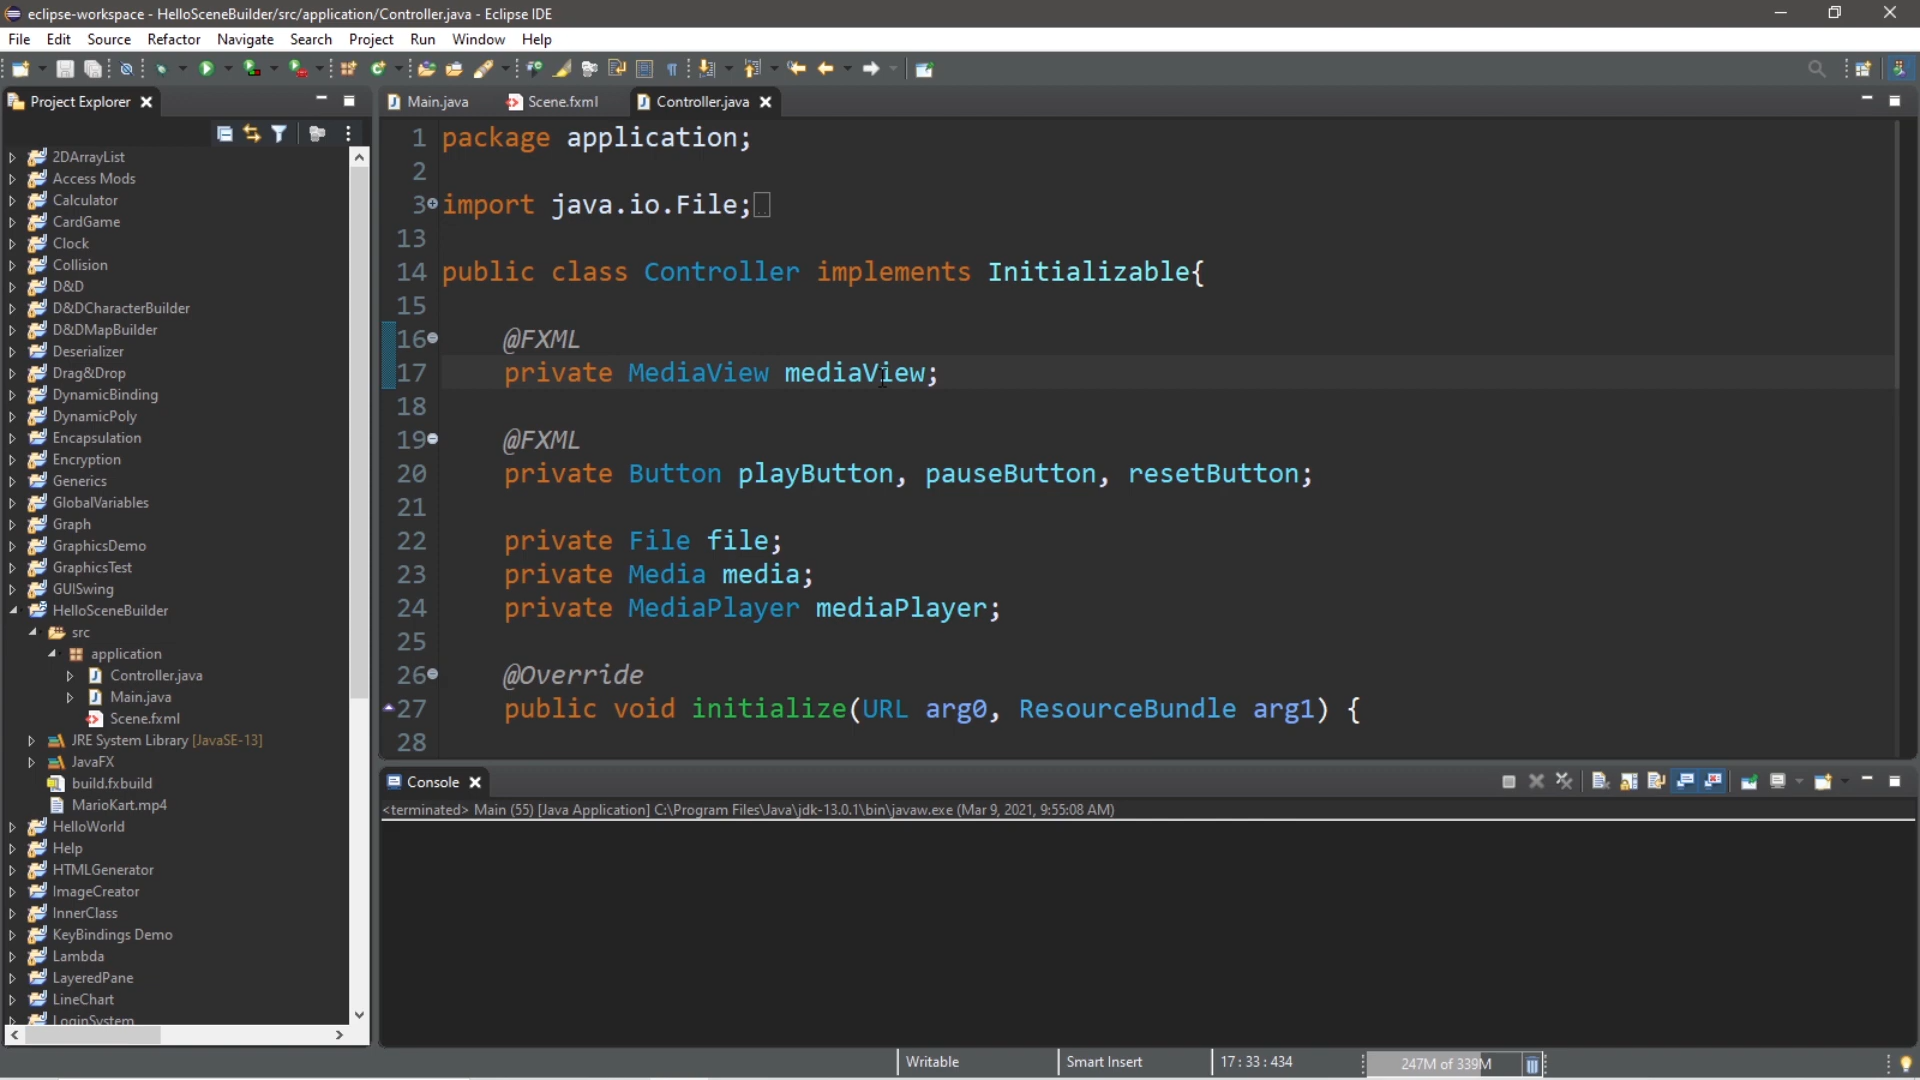 eclipse-workspace - HelloSceneBuilder/src/application/Controller.java - Eclipse IDE
File Edit Source Refactor Navigate Search Project Run Window Help
Project Explorer
2DArrayList
Access Mods
Calculator
CardGame
Clock
Collision
D&D
D&DCharacterBuilder
D&DMapBuilder
Deserializer
Drag&Drop
DynamicBinding
DynamicPoly
Encapsulation
Encryption
Generics
GlobalVariables
Graph
GraphicsDemo
GraphicsTest
GUISwing
HelloSceneBuilder
src
application
Controller.java
Main.java
Scene.fxml
JRE System Library [JavaSE-13]
JavaFX
build.fxbuild
MarioKart.mp4
HelloWorld
Help
HTMLGenerator
ImageCreator
InnerClass
KeyBindings Demo
Lambda
LayeredPane
LineChart
LoginSystem
Main.java Scene.fxml Controller.java
1 package application;
2
3 import java.io.File;
13
14 public class Controller implements Initializable{
15
16 @FXML
17 private MediaView mediaView;
18
19 @FXML
20 private Button playButton, pauseButton, resetButton;
21
22 private File file;
23 private Media media;
24 private MediaPlayer mediaPlayer;
25
26 @Override
27 public void initialize(URL arg0, ResourceBundle arg1) {
28
Console
<terminated> Main (55) [Java Application] C:\Program Files\Java\jdk-13.0.1\bin\javaw.exe (Mar 9, 2021, 9:55:08 AM)
Writable Smart Insert 17 : 33 : 434 247M of 339M